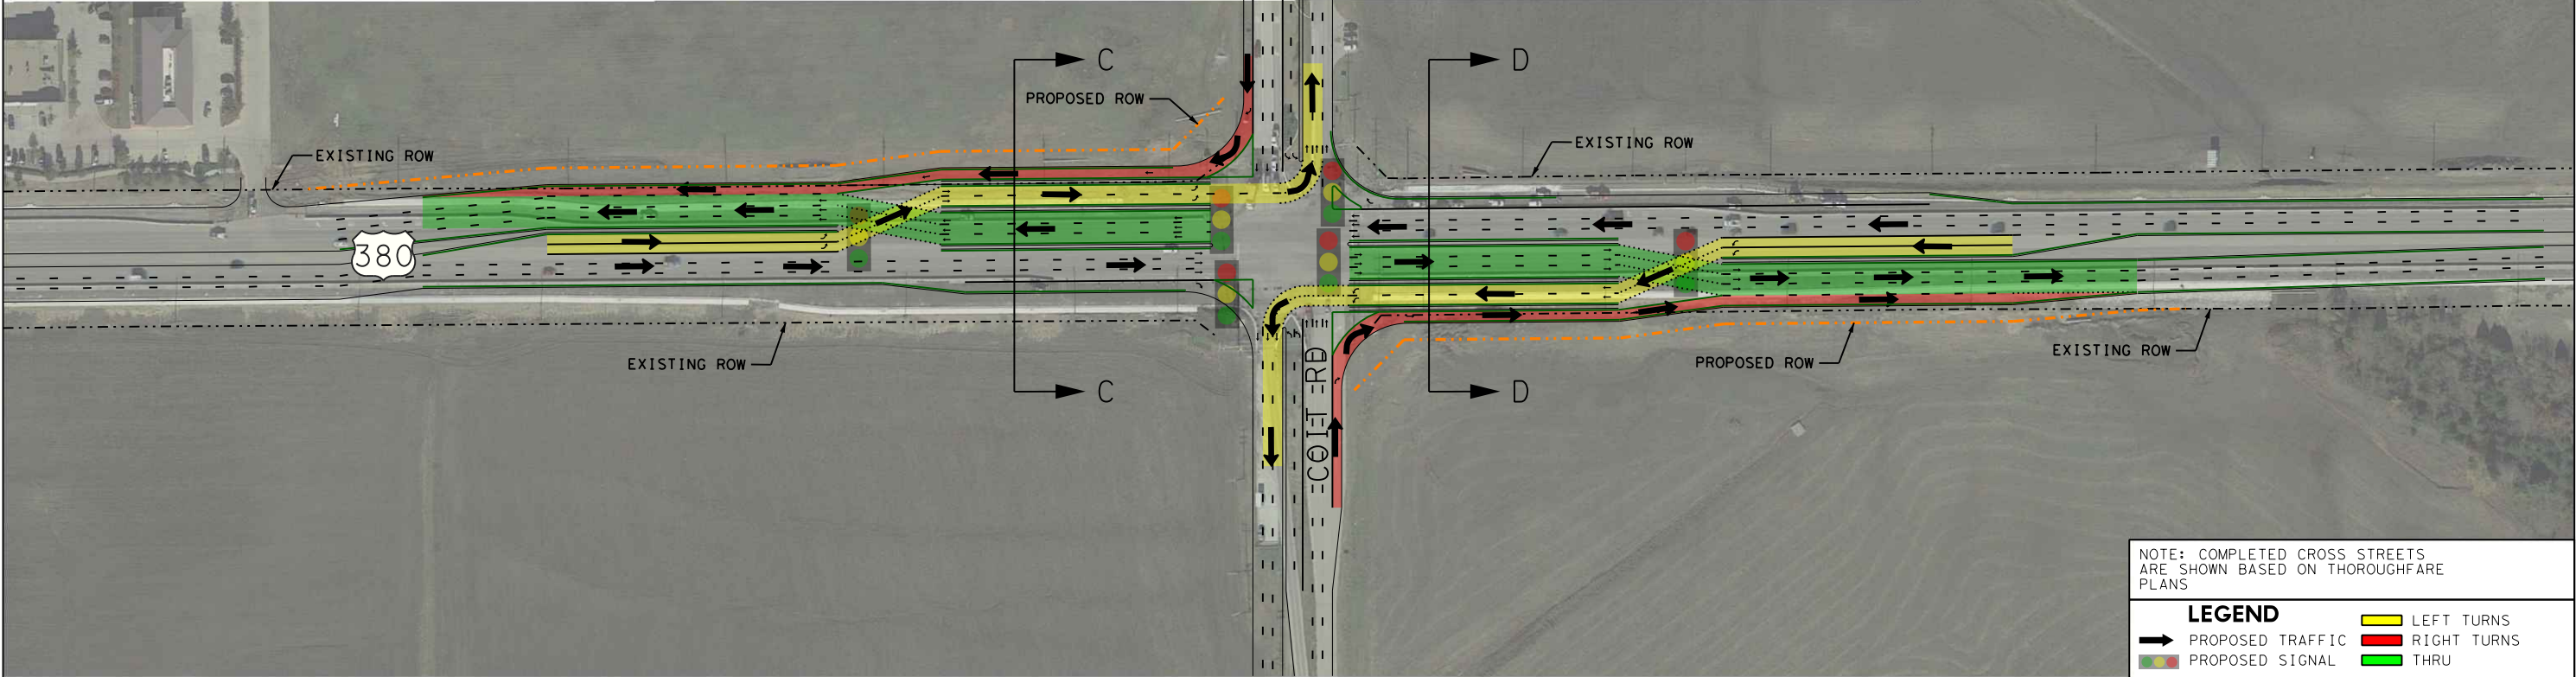 C
D
PROPOSED ROW
EXISTING ROW
EXISTING ROW
380
EXISTING ROW
PROPOSED ROW
EXISTING ROW
COIT RD
C
D
NOTE: COMPLETED CROSS STREETS
ARE SHOWN BASED ON THOROUGHFARE
PLANS
LEGEND
PROPOSED TRAFFIC
PROPOSED SIGNAL
LEFT TURNS
RIGHT TURNS
THRU